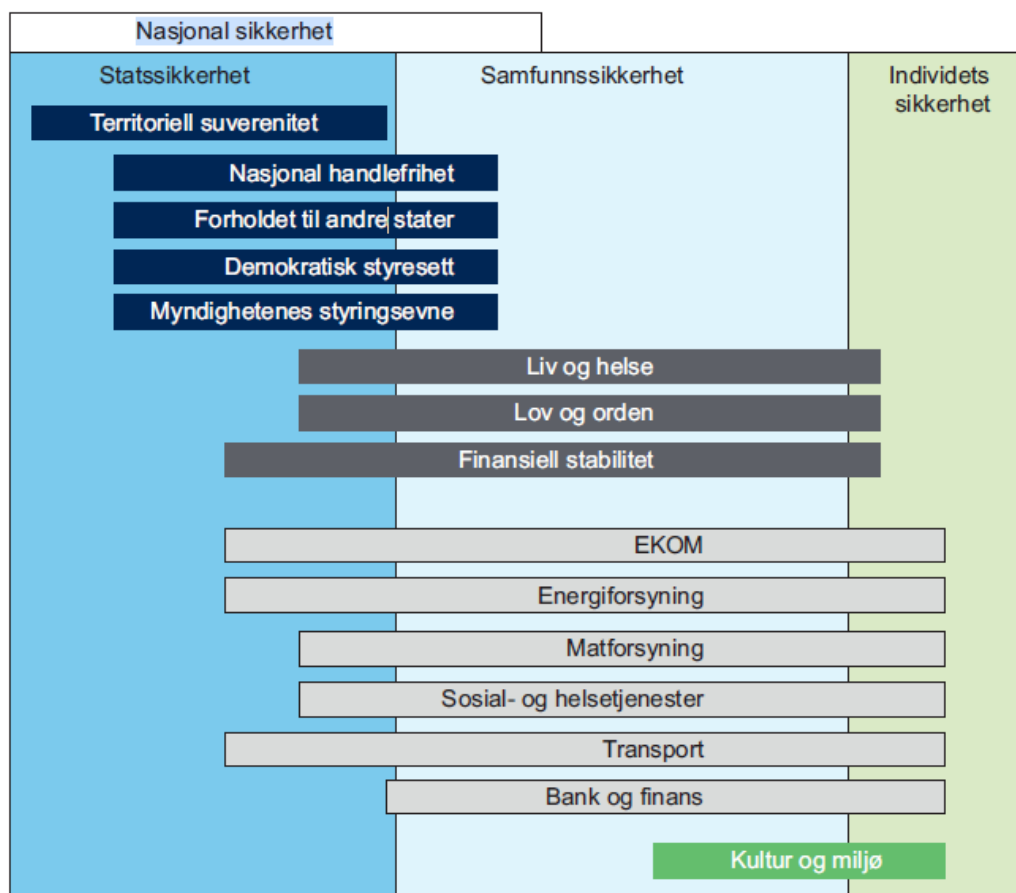 Nasjonal sikkerhet
Statssikkerhet
Samfunnssikkerhet
Individets
sikkerhet
Territoriell suverenitet
Nasjonal handlefrihet
Forholdet til andre stater
Demokratisk styresett
Myndighetenes styringsevne
Liv og helse
Lov og orden
Finansiell stabilitet
EKOM
Energiforsyning
Matforsyning
Sosial- og helsetjenester
Transport
Bank og finans
Kultur og miljø